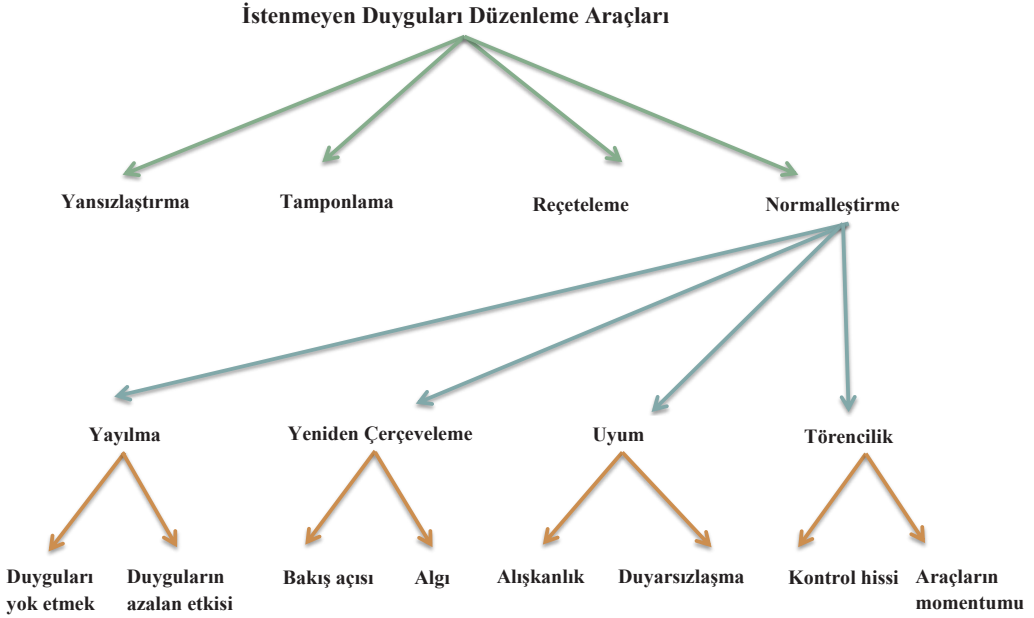 İstenmeyen Duyguları Düzenleme Araçları
Yansızlaştırma
Tamponlama
Reçeteleme
Normalleştirme
Yayılma
Yeniden Çerçeveleme
Uyum
Törencilik
Duyguları
yok etmek
Duyguların
azalan etkisi
Bakış açısı
Algı
Alışkanlık
Duyarsızlaşma
Kontrol hissi
Araçların
momentumu